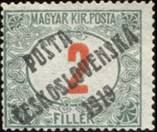 MAGYAR KIR. POSTA
POŠTA
2
ČESKOSLOVENSKÁ
1919
FILLÉR